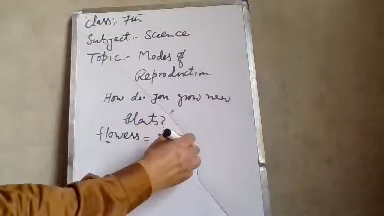 Class:- 7th
Subject:- Science
Topic:- Modes of
Reproduction
How do you grow new
Plants?
flowers =